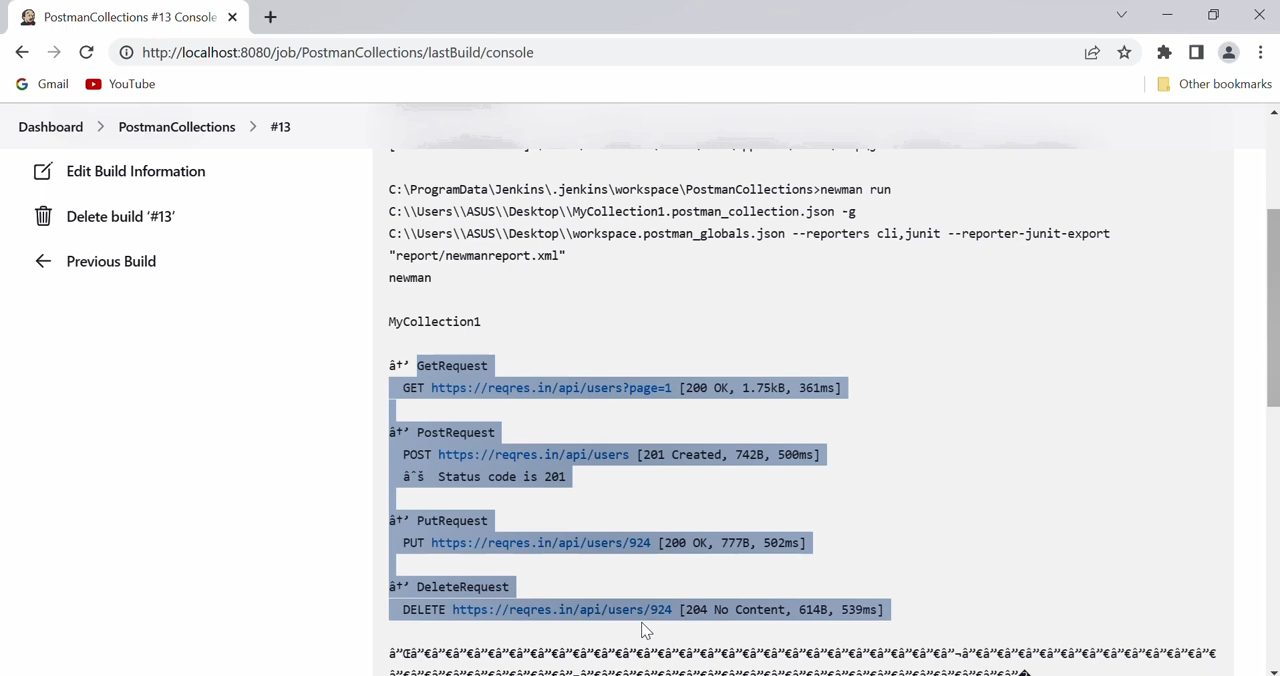 PostmanCollections #13 Console
http://localhost:8080/job/PostmanCollections/lastBuild/console
Gmail YouTube Other bookmarks
Dashboard PostmanCollections #13
Edit Build Information
Delete build ‘#13’
Previous Build
C:\ProgramData\Jenkins\.jenkins\workspace\PostmanCollections>newman run
C:\\Users\\ASUS\\Desktop\\MyCollection1.postman_collection.json -g
C:\\Users\\ASUS\\Desktop\\workspace.postman_globals.json --reporters cli,junit --reporter-junit-export
"report/newmanreport.xml"
newman
MyCollection1
â†’ GetRequest
GET https://reqres.in/api/users?page=1 [200 OK, 1.75kB, 361ms]
â†’ PostRequest
POST https://reqres.in/api/users [201 Created, 742B, 500ms]
âˆš Status code is 201
â†’ PutRequest
PUT https://reqres.in/api/users/924 [200 OK, 777B, 502ms]
â†’ DeleteRequest
DELETE https://reqres.in/api/users/924 [204 No Content, 614B, 539ms]